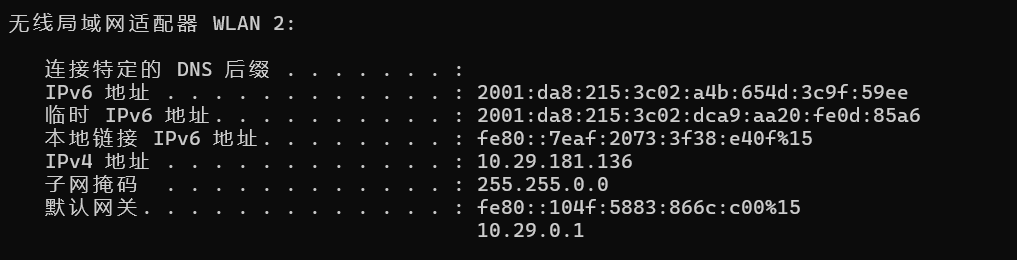 无线局域网适配器 WLAN 2:
连接特定的 DNS 后缀 . . . . . . . :
IPv6 地址 . . . . . . . . . . . . : 2001:da8:215:3c02:a4b:654d:3c9f:59ee
临时 IPv6 地址. . . . . . . . . . : 2001:da8:215:3c02:dca9:aa20:fe0d:85a6
本地链接 IPv6 地址. . . . . . . . : fe80::7eaf:2073:3f38:e40f%15
IPv4 地址 . . . . . . . . . . . . : 10.29.181.136
子网掩码  . . . . . . . . . . . . : 255.255.0.0
默认网关. . . . . . . . . . . . . : fe80::104f:5883:866c:c00%15
10.29.0.1